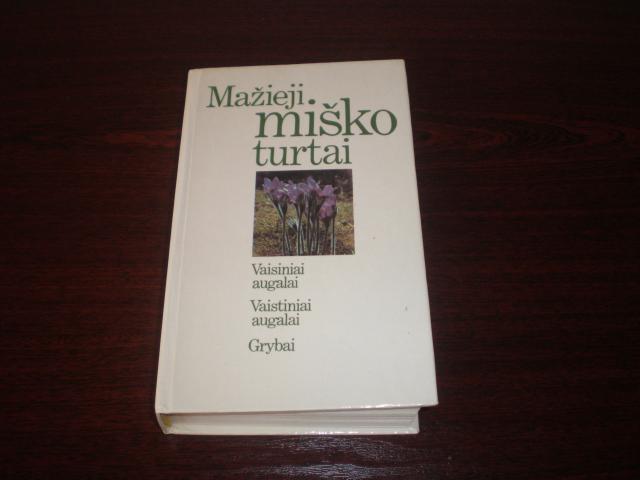 Mažieji
miško
turtai
Vaisiniai
augalai
Vaistiniai
augalai
Grybai